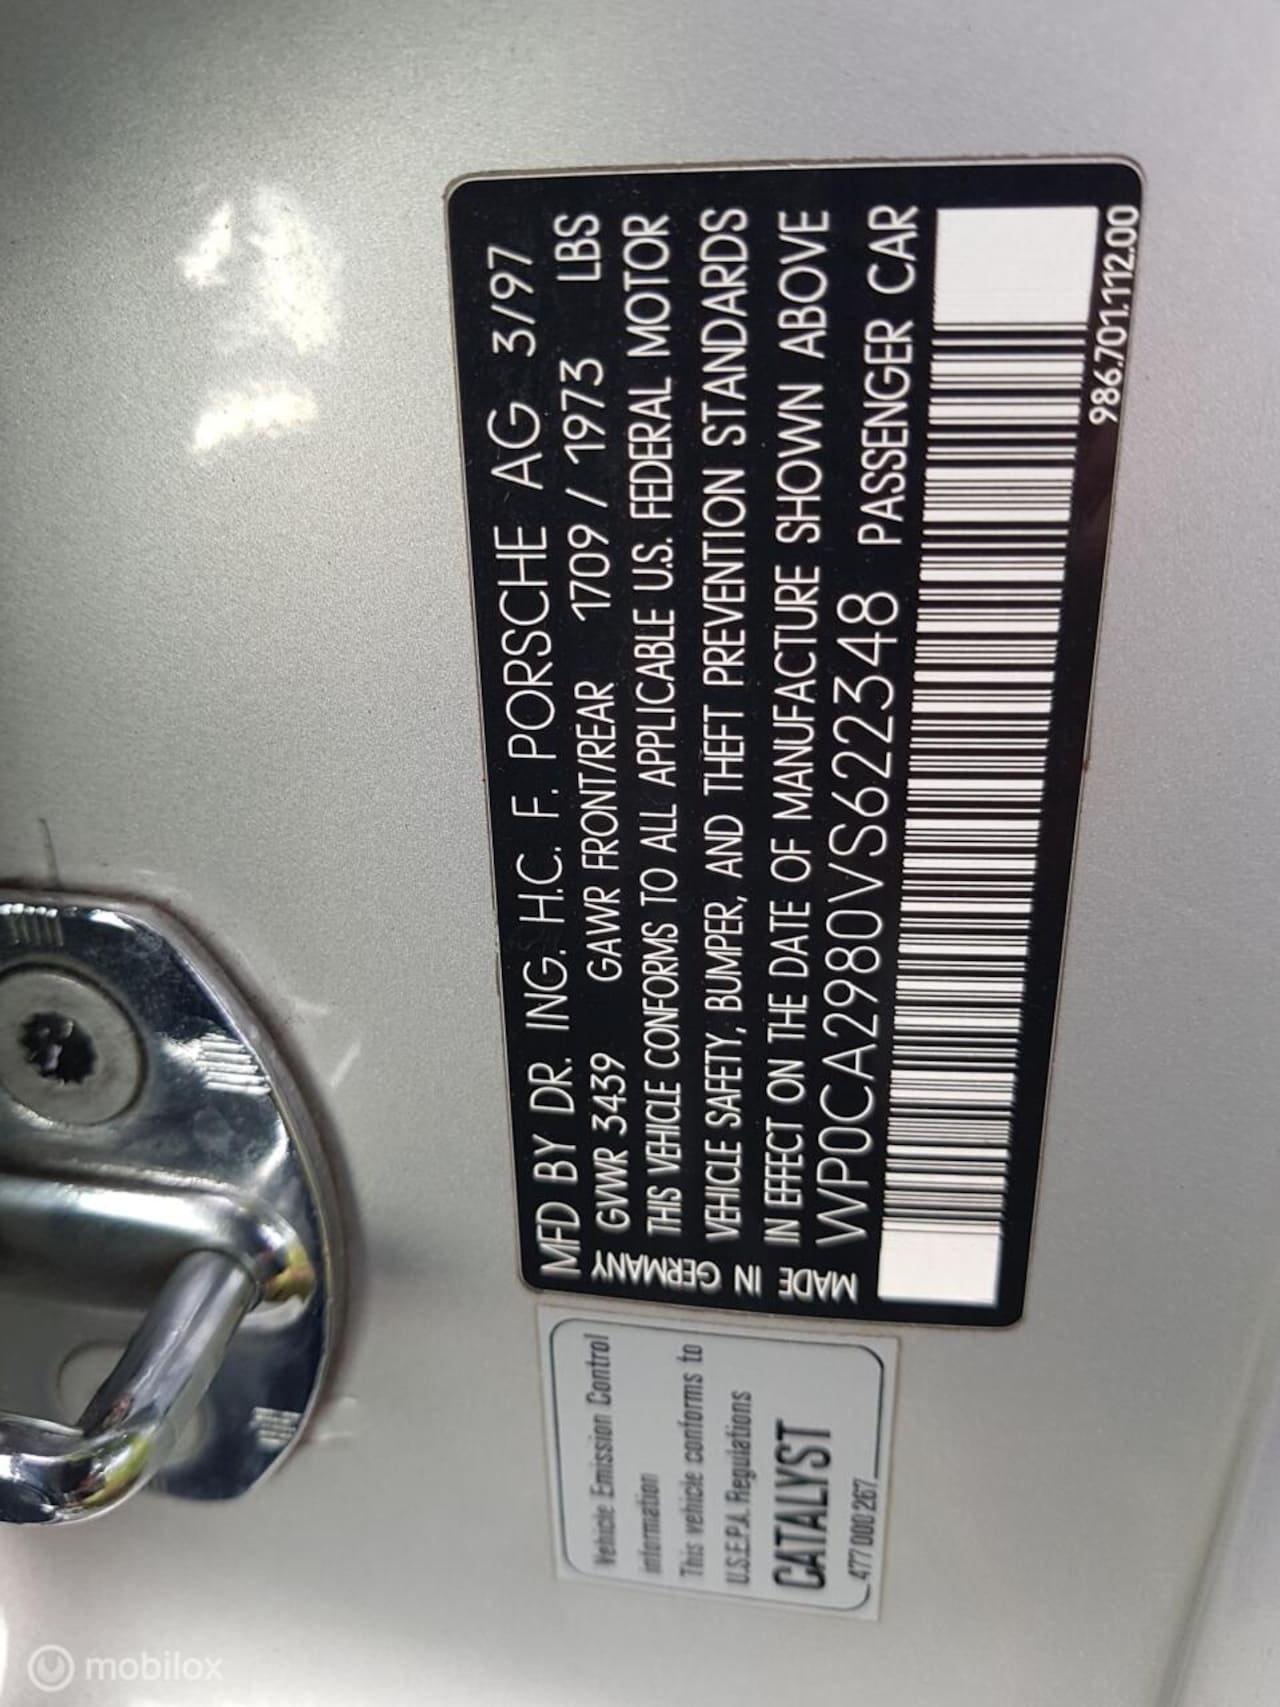 MFD BY DR. ING. H.C. F. PORSCHE AG 3/97
GVWR 3439 GAWR FRONT/REAR 1709 / 1973 LBS
THIS VEHICLE CONFORMS TO ALL APPLICABLE U.S. FEDERAL MOTOR
VEHICLE SAFETY, BUMPER, AND THEFT PREVENTION STANDARDS
IN EFFECT ON THE DATE OF MANUFACTURE SHOWN ABOVE
WP0CA2980VS622348 PASSENGER CAR
MADE IN GERMANY
986.701.112.00
Vehicle Emission Control
information
This vehicle conforms to
U.S.E.P.A. Regulations
CATALYST
477 000 267
mobilox